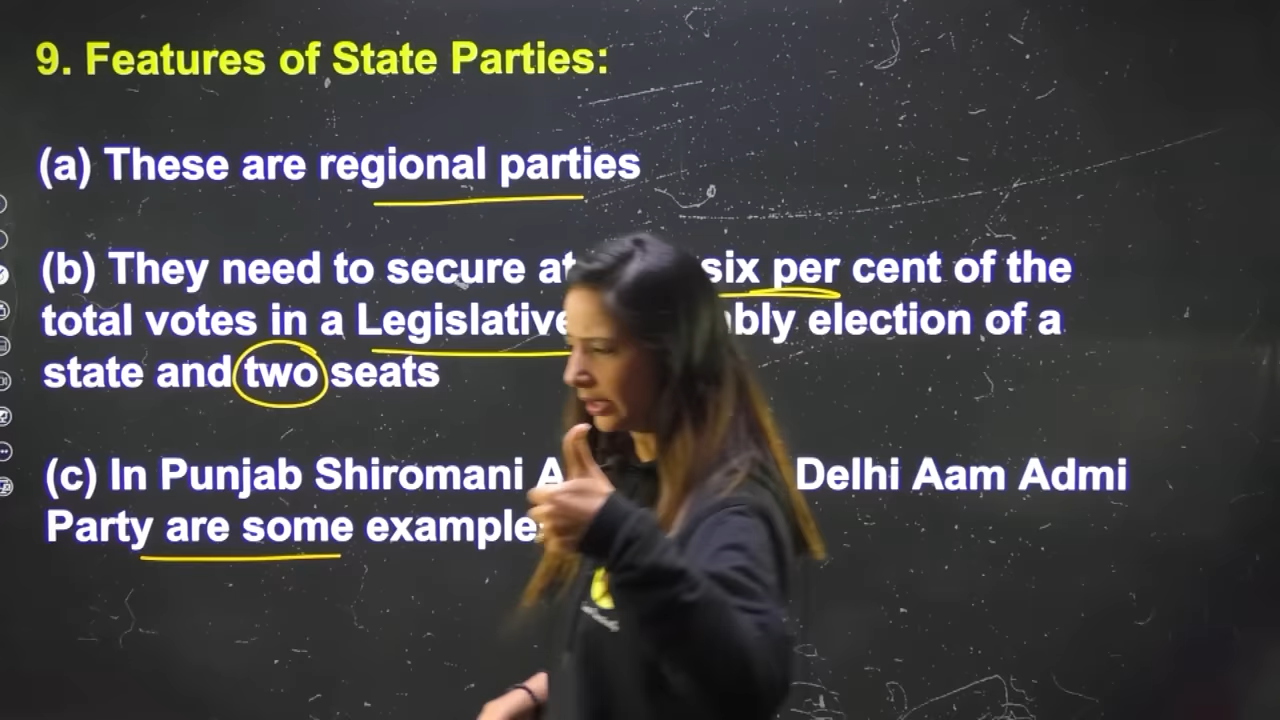 9. Features of State Parties:
(a) These are regional parties
(b) They need to secure at six per cent of the
total votes in a Legislative election of a
state and two seats
(c) In Punjab Shiromani Delhi Aam Admi
Party are some